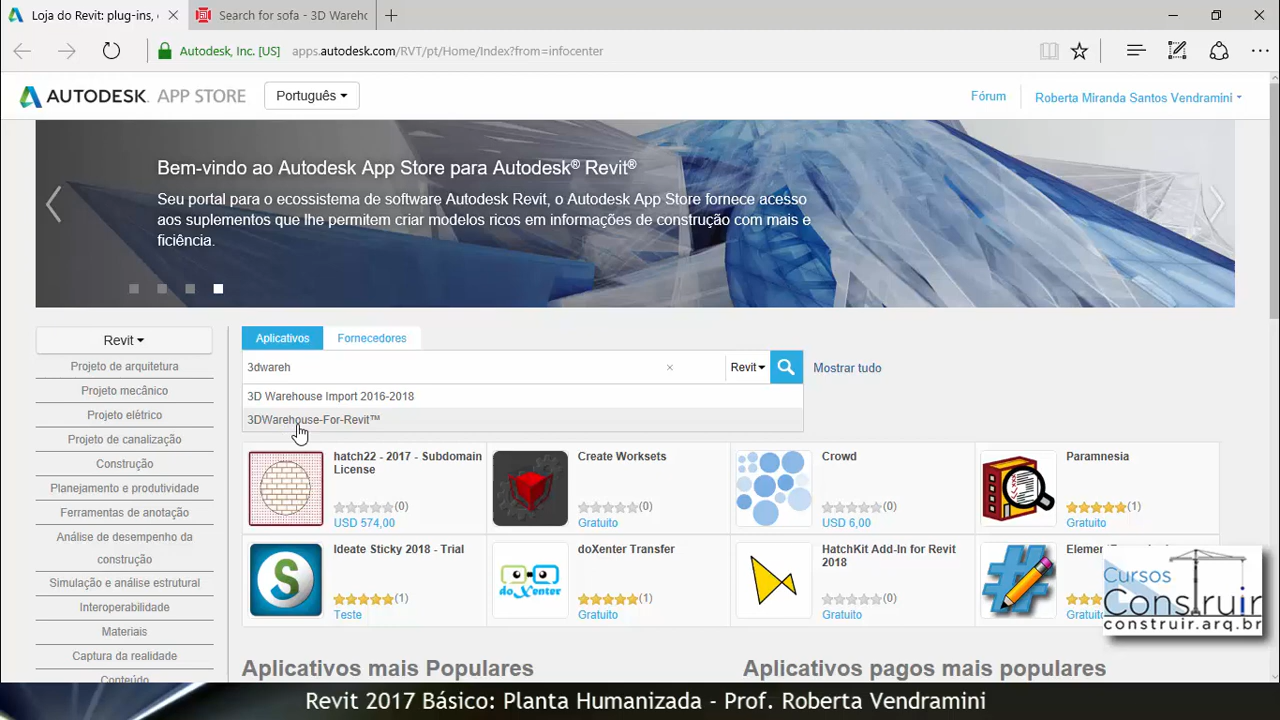 Loja do Revit: plug-ins, c
Search for sofa - 3D Wareho
Autodesk, Inc. [US]
apps.autodesk.com/RVT/pt/Home/Index?from=infocenter
AUTODESK. APP STORE
Português
Fórum
Roberta Miranda Santos Vendramini
Bem-vindo ao Autodesk App Store para Autodesk® Revit®
Seu portal para o ecossistema de software Autodesk Revit, o Autodesk App Store fornece acesso
aos suplementos que lhe permitem criar modelos ricos em informações de construção com mais e
ficiência.
Revit
Projeto de arquitetura
Projeto mecânico
Projeto elétrico
Projeto de canalização
Construção
Planejamento e produtividade
Ferramentas de anotação
Análise de desempenho da
construção
Simulação e análise estrutural
Interoperabilidade
Materiais
Captura da realidade
Conteúdo
Aplicativos
Fornecedores
3dwareh
×
Revit
Mostrar tudo
3D Warehouse Import 2016-2018
3DWarehouse-For-Revit™
hatch22 - 2017 - Subdomain
License
(0)
USD 574,00
Create Worksets
(0)
Gratuito
Crowd
(0)
USD 6,00
Paramnesia
(1)
Gratuito
S
Ideate Sticky 2018 - Trial
(1)
Teste
doXenter
doXenter Transfer
(1)
Gratuito
HatchKit Add-In for Revit
2018
(0)
Gratuito
#
Gratuito
Cursos
Construir
construir.arq.br
Aplicativos mais Populares
Aplicativos pagos mais populares
Revit 2017 Básico: Planta Humanizada - Prof. Roberta Vendramini